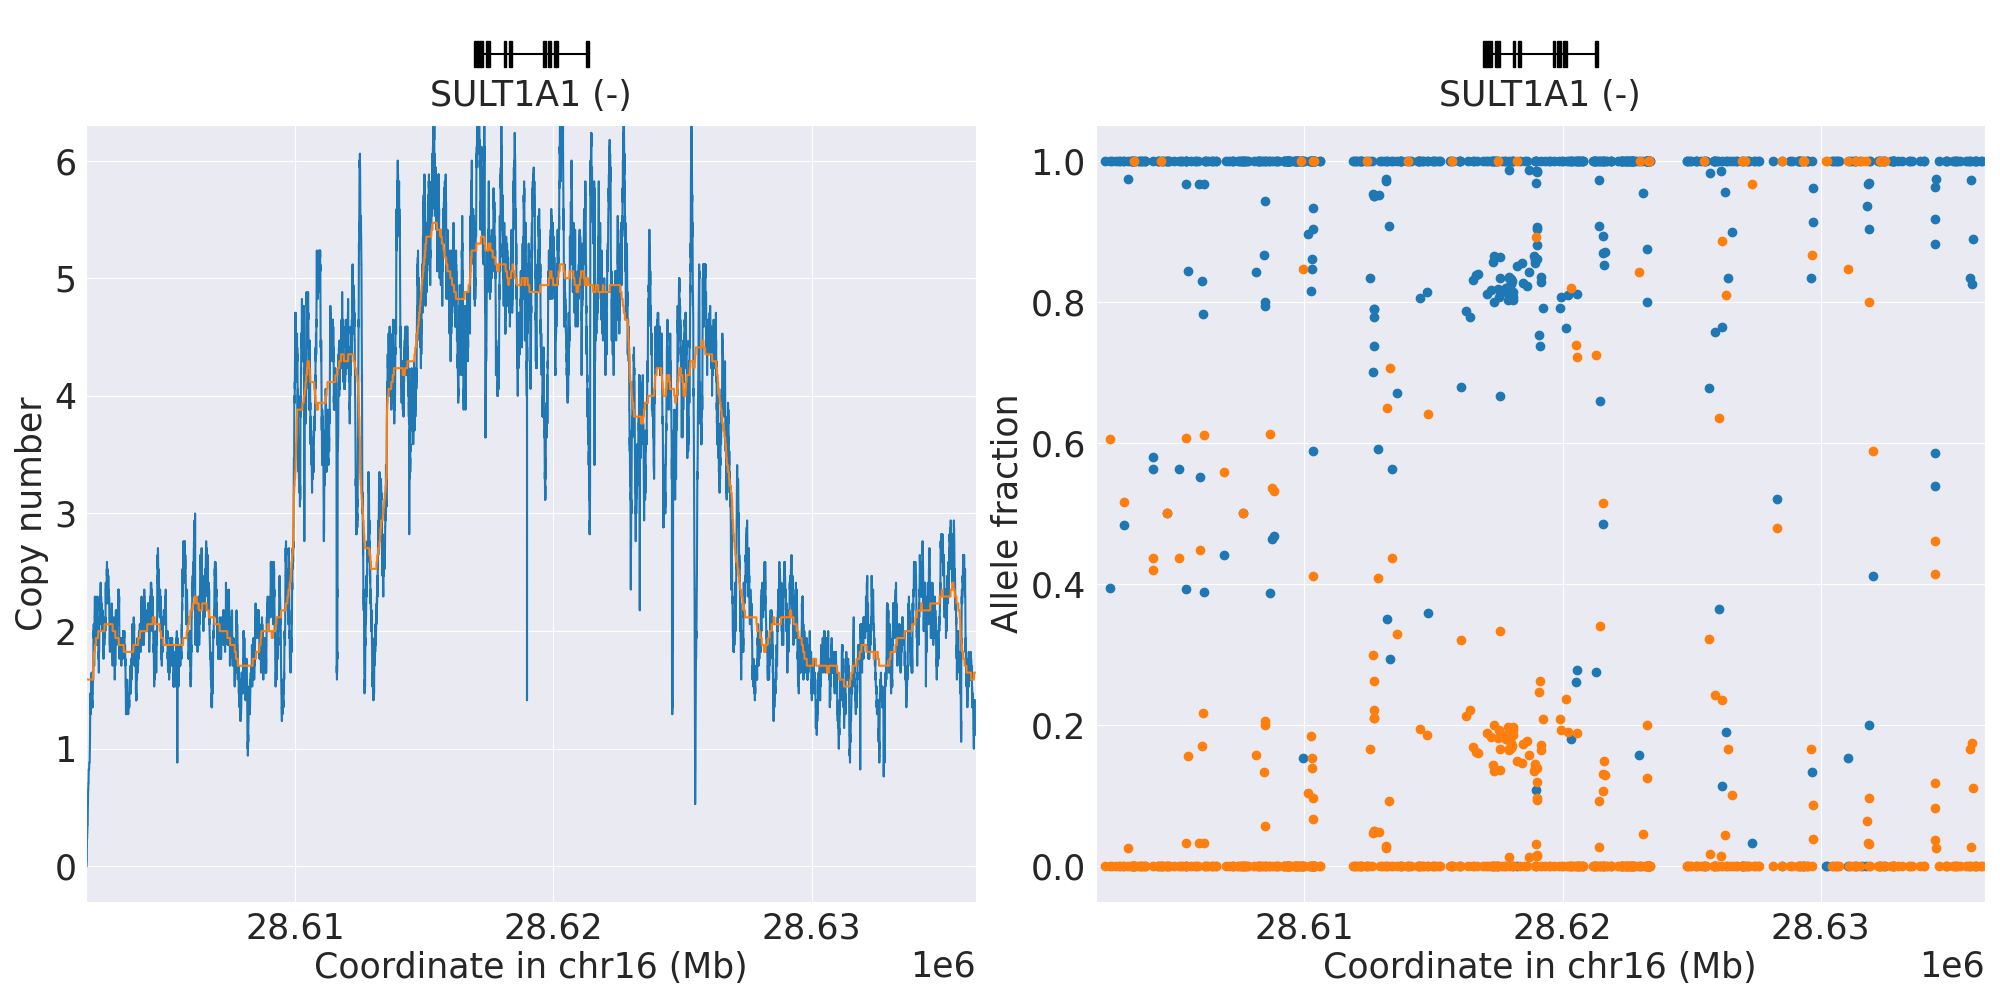 SULT1A1 (-)
Copy number
0
1
2
3
4
5
6
28.61
28.62
28.63
Coordinate in chr16 (Mb)
1e6
SULT1A1 (-)
Allele fraction
0.0
0.2
0.4
0.6
0.8
1.0
28.61
28.62
28.63
Coordinate in chr16 (Mb)
1e6